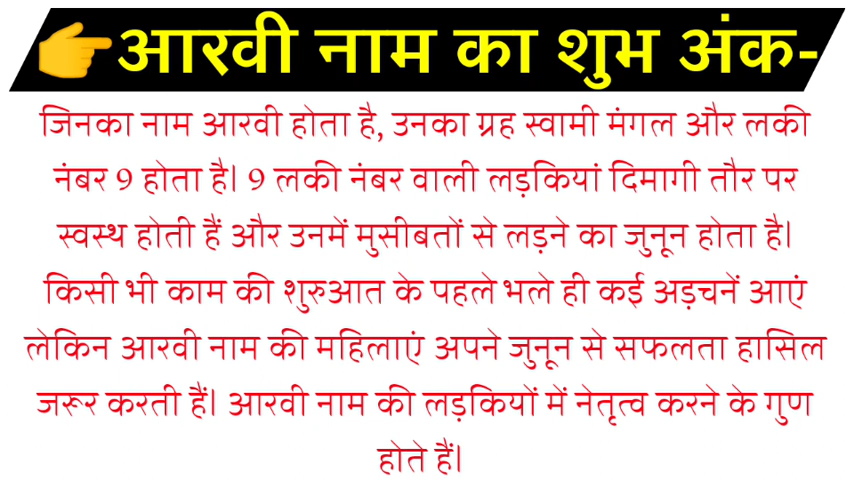 👉आरवी नाम का शुभ अंक-
जिनका नाम आरवी होता है, उनका ग्रह स्वामी मंगल और लकी
नंबर 9 होता है। 9 लकी नंबर वाली लड़कियां दिमागी तौर पर
स्वस्थ होती हैं और उनमें मुसीबतों से लड़ने का जुनून होता है।
किसी भी काम की शुरुआत के पहले भले ही कई अड़चनें आएं
लेकिन आरवी नाम की महिलाएं अपने जुनून से सफलता हासिल
जरूर करती हैं। आरवी नाम की लड़कियों में नेतृत्व करने के गुण
होते हैं।